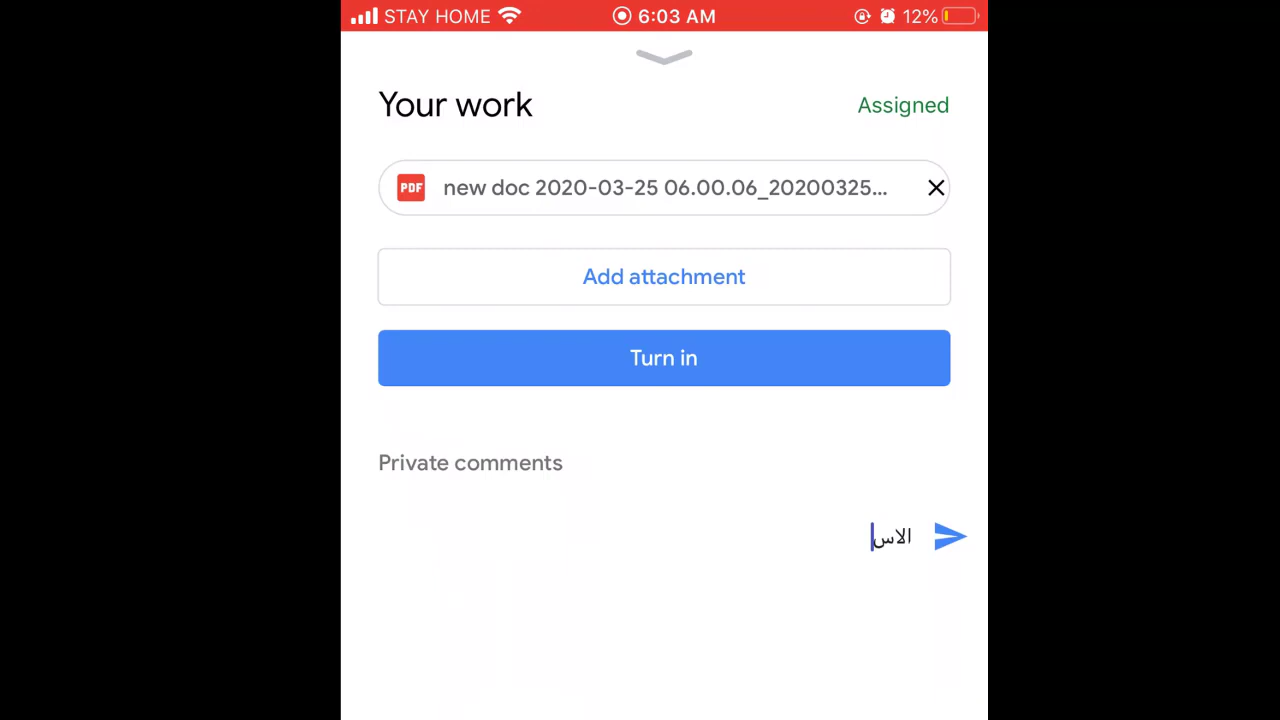 STAY HOME 6:03 AM 12%
Your work
Assigned
PDF new doc 2020-03-25 06.00.06_20200325...
Add attachment
Turn in
Private comments
الاس